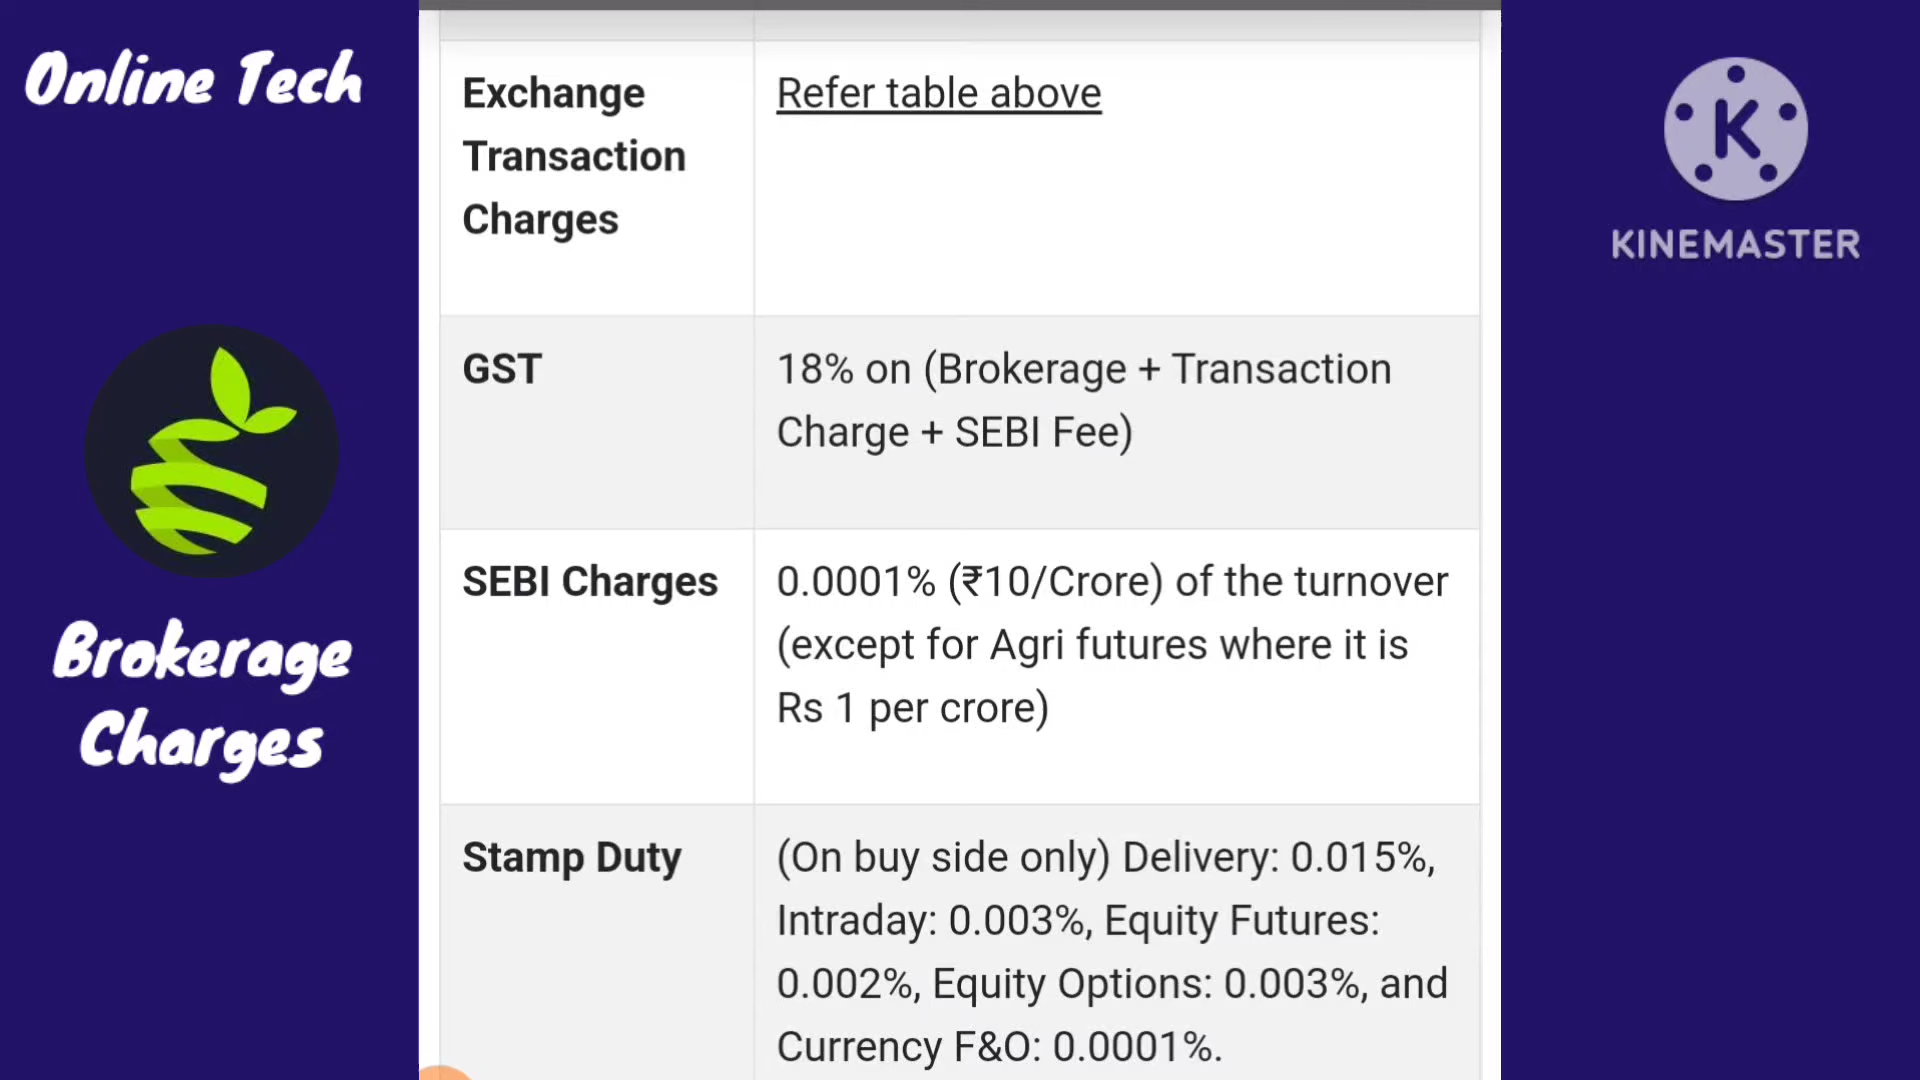 Online Tech
Brokerage
Charges
Exchange
Transaction
Charges
Refer table above
GST
18% on (Brokerage + Transaction
Charge + SEBI Fee)
SEBI Charges
0.0001% (₹10/Crore) of the turnover
(except for Agri futures where it is
Rs 1 per crore)
Stamp Duty
(On buy side only) Delivery: 0.015%,
Intraday: 0.003%, Equity Futures:
0.002%, Equity Options: 0.003%, and
Currency F&O: 0.0001%.
K
KINEMASTER